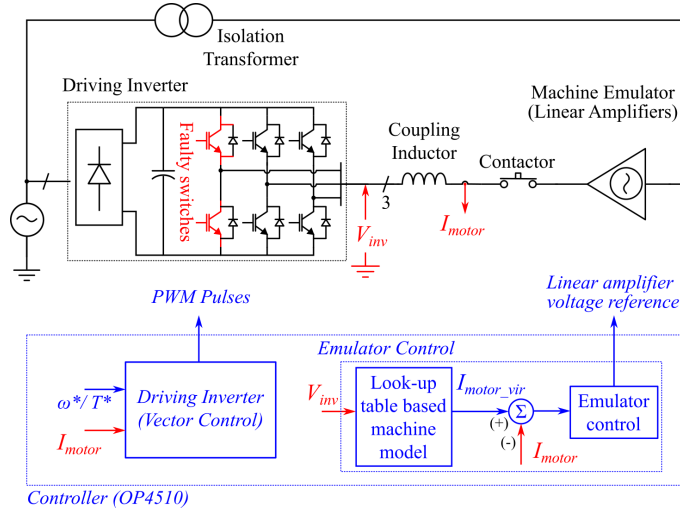 Isolation
Transformer
Driving Inverter
Faulty switches
Machine Emulator
(Linear Amplifiers)
Coupling
Inductor
Contactor
3
V_inv
I_motor
PWM Pulses
Linear amplifier
voltage reference
Emulator Control
ω*/ T*
I_motor
Driving Inverter
(Vector Control)
V_inv
Look-up
table based
machine
model
I_motor_vir
Σ
(+)
(-)
I_motor
Emulator
control
Controller (OP4510)